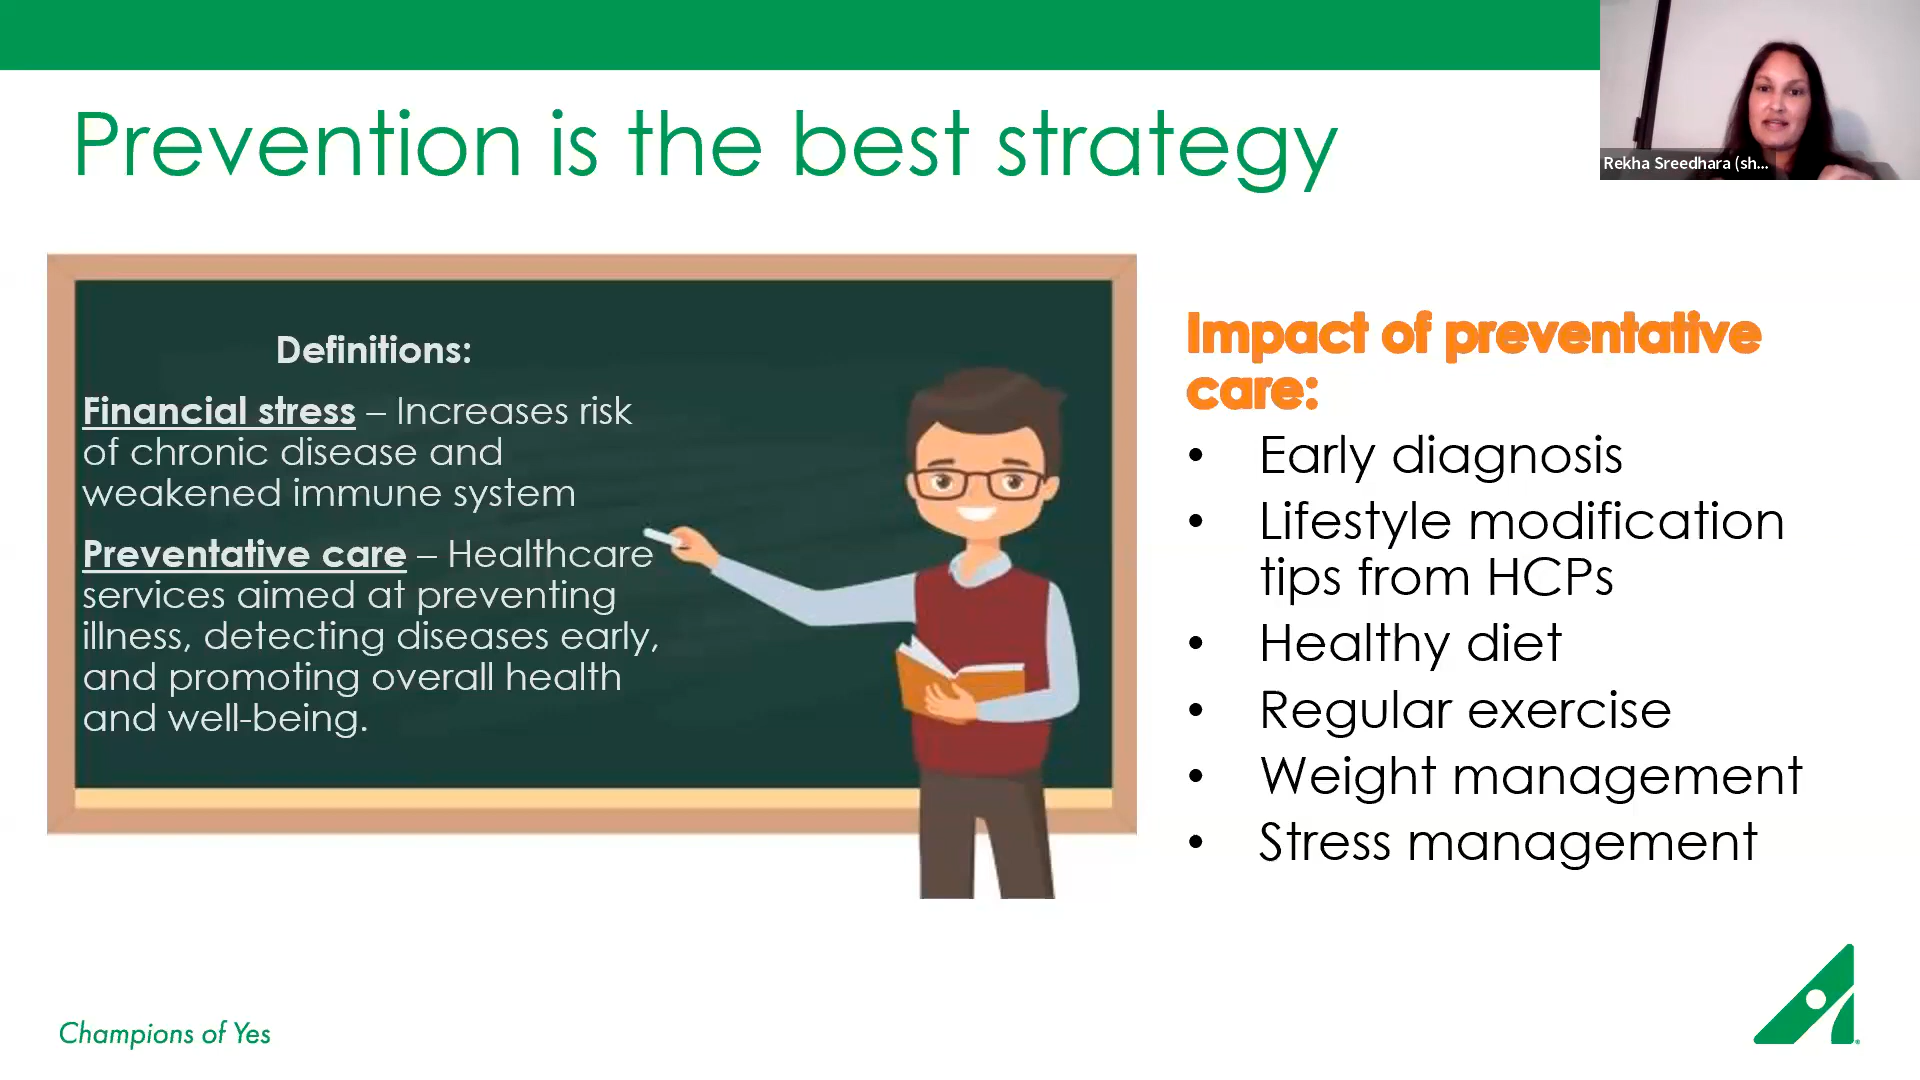 Prevention is the best strategy
Rekha Sreedhara (sh...
Definitions:
Financial stress – Increases risk
of chronic disease and
weakened immune system
Preventative care – Healthcare
services aimed at preventing
illness, detecting diseases early,
and promoting overall health
and well-being.
Impact of preventative
care:
• Early diagnosis
• Lifestyle modification
tips from HCPs
• Healthy diet
• Regular exercise
• Weight management
• Stress management
Champions of Yes